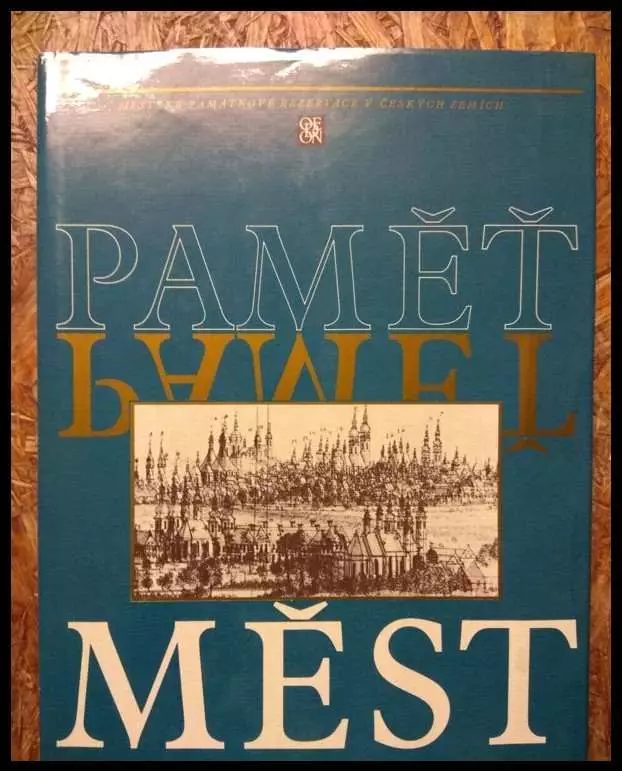 MĚSTSKÉ PAMÁTKOVÉ REZERVACE V ČESKÝCH ZEMÍCH
ODEON
PAMĚŤ
PAMĚŤ
MĚST